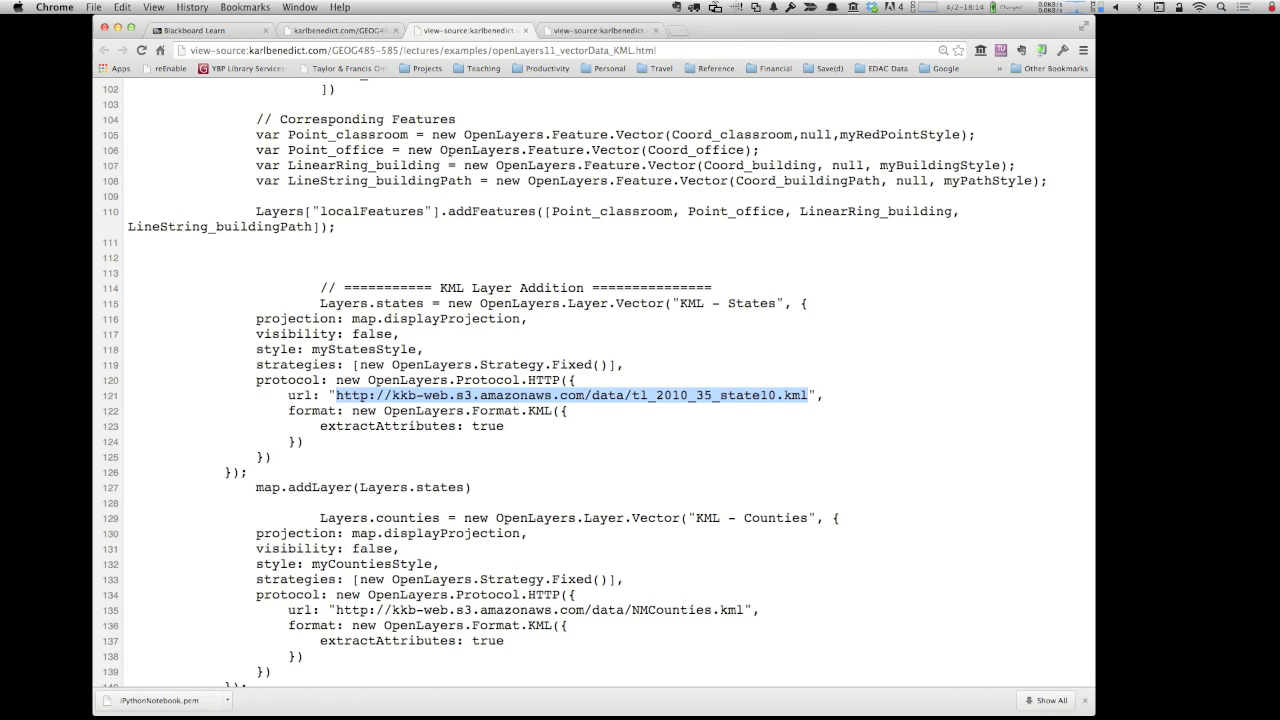 Chrome File Edit View History Bookmarks Window Help 4 4/2-18:14 Charged 0.0KB/s 0.0KB/s
Blackboard Learn × karlbenedict.com/GEOG48 × view-source:karlbenedict.c × view-source:karlbenedict.c ×
view-source:karlbenedict.com/GEOG485-585/lectures/examples/openLayers11_vectorData_KML.html
Apps reEnable YBP Library Services Taylor & Francis Onl Projects Teaching Productivity Personal Travel Reference Financial Save(d) EDAC Data Google » Other Bookmarks
102 ])
103
104 // Corresponding Features
105 var Point_classroom = new OpenLayers.Feature.Vector(Coord_classroom,null,myRedPointStyle);
106 var Point_office = new OpenLayers.Feature.Vector(Coord_office);
107 var LinearRing_building = new OpenLayers.Feature.Vector(Coord_building, null, myBuildingStyle);
108 var LineString_buildingPath = new OpenLayers.Feature.Vector(Coord_buildingPath, null, myPathStyle);
109
110 Layers["localFeatures"].addFeatures([Point_classroom, Point_office, LinearRing_building,
LineString_buildingPath]);
111
112
113
114 // =========== KML Layer Addition ===============
115 Layers.states = new OpenLayers.Layer.Vector("KML - States", {
116 projection: map.displayProjection,
117 visibility: false,
118 style: myStatesStyle,
119 strategies: [new OpenLayers.Strategy.Fixed()],
120 protocol: new OpenLayers.Protocol.HTTP({
121 url: "http://kkb-web.s3.amazonaws.com/data/tl_2010_35_state10.kml",
122 format: new OpenLayers.Format.KML({
123 extractAttributes: true
124 })
125 })
126 });
127 map.addLayer(Layers.states)
128
129 Layers.counties = new OpenLayers.Layer.Vector("KML - Counties", {
130 projection: map.displayProjection,
131 visibility: false,
132 style: myCountiesStyle,
133 strategies: [new OpenLayers.Strategy.Fixed()],
134 protocol: new OpenLayers.Protocol.HTTP({
135 url: "http://kkb-web.s3.amazonaws.com/data/NMCounties.kml",
136 format: new OpenLayers.Format.KML({
137 extractAttributes: true
138 })
139 })
});
iPythonNotebook.pem Show All ×